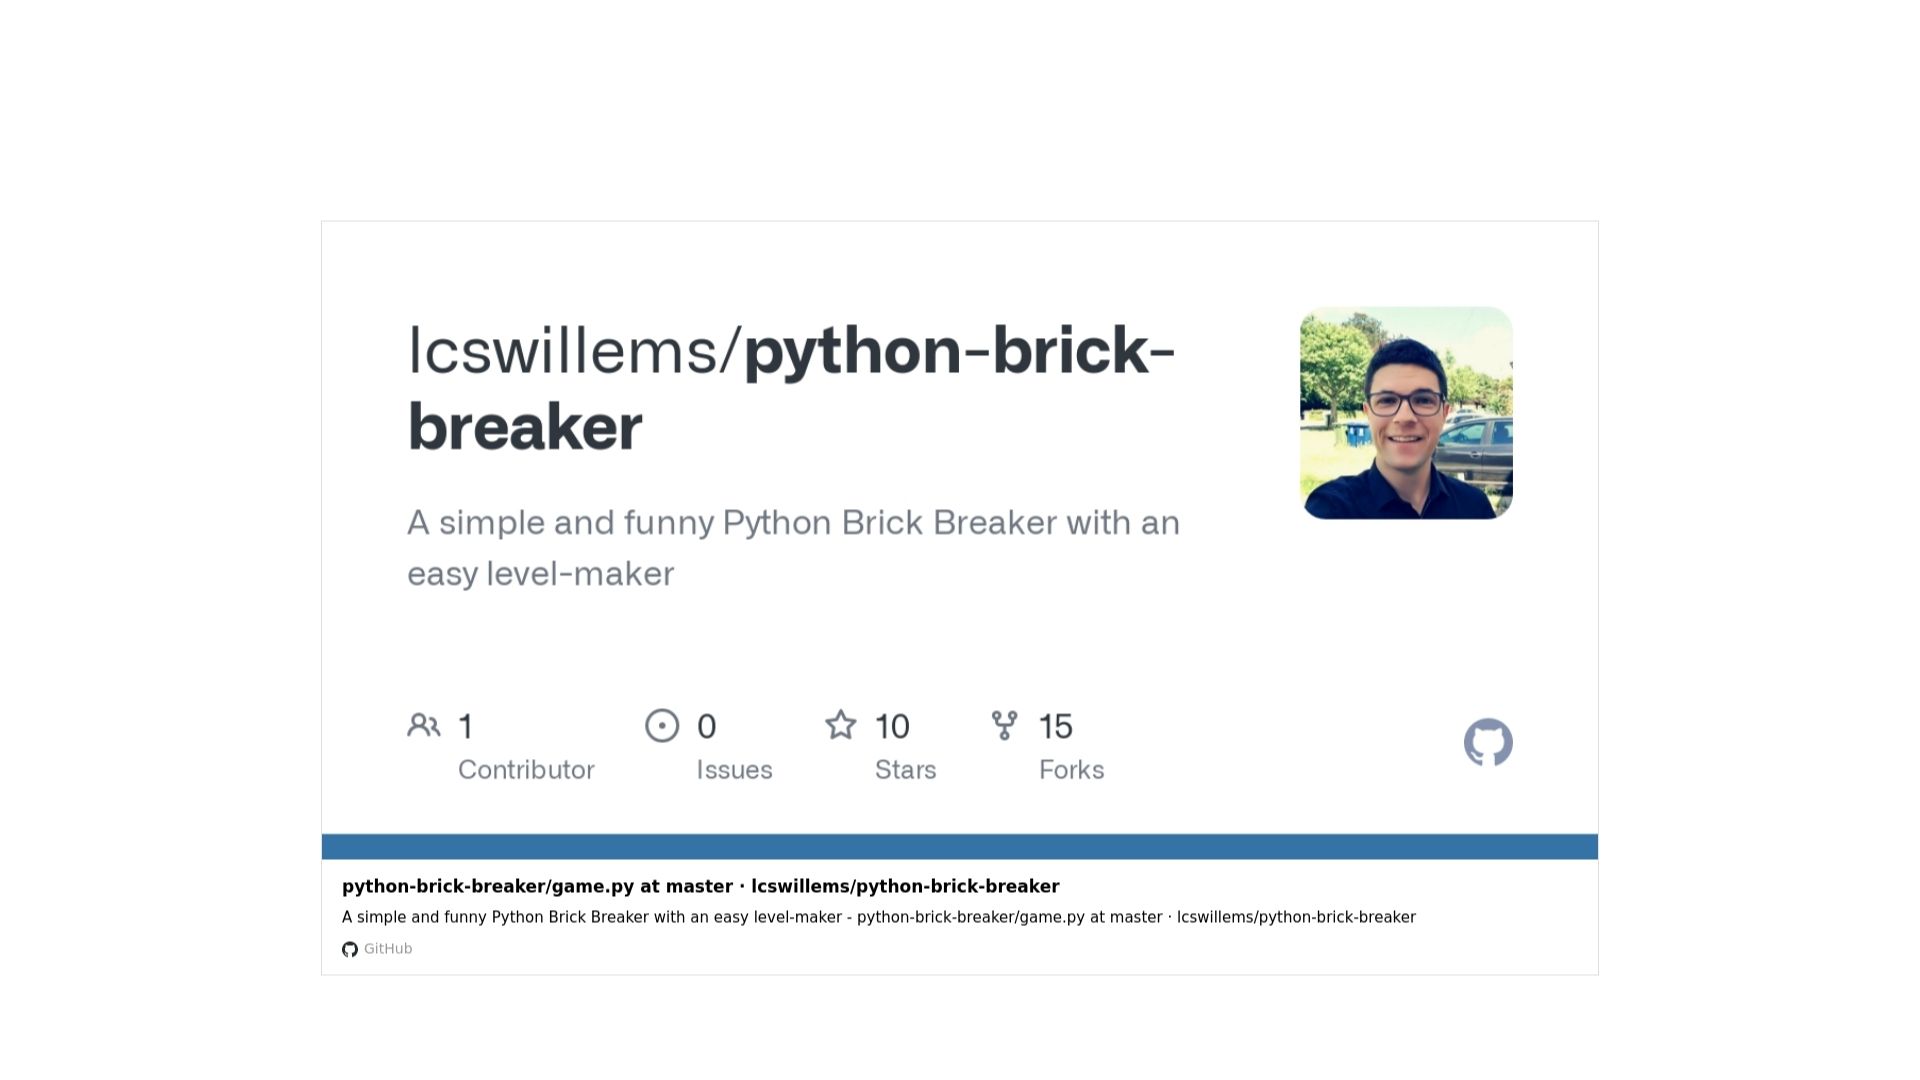 lcswillems/python-brick-
breaker
A simple and funny Python Brick Breaker with an
easy level-maker
1 0 10 15
Contributor Issues Stars Forks
python-brick-breaker/game.py at master · lcswillems/python-brick-breaker
A simple and funny Python Brick Breaker with an easy level-maker - python-brick-breaker/game.py at master · lcswillems/python-brick-breaker
GitHub